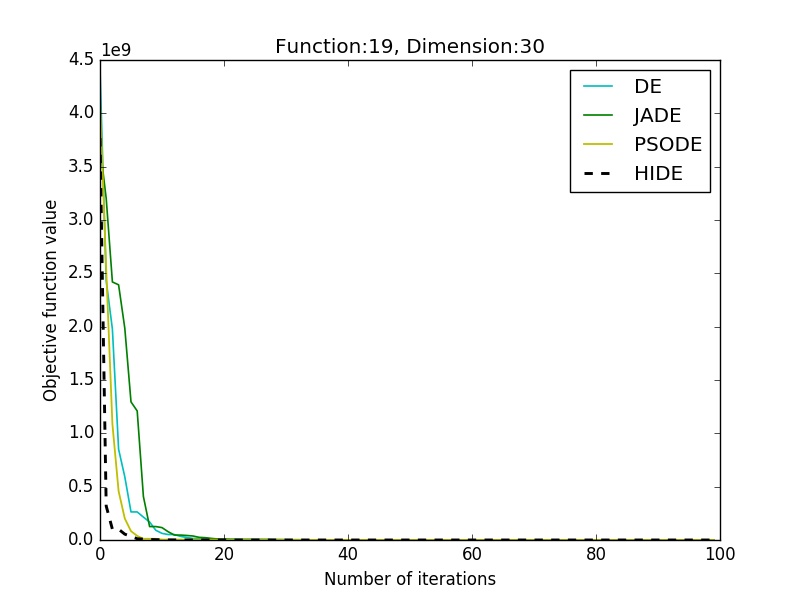 Function:19, Dimension:30
1e9
4.5
4.0
3.5
3.0
2.5
2.0
1.5
1.0
0.5
0.0
Objective function value
DE
JADE
PSODE
HIDE
0 20 40 60 80 100
Number of iterations